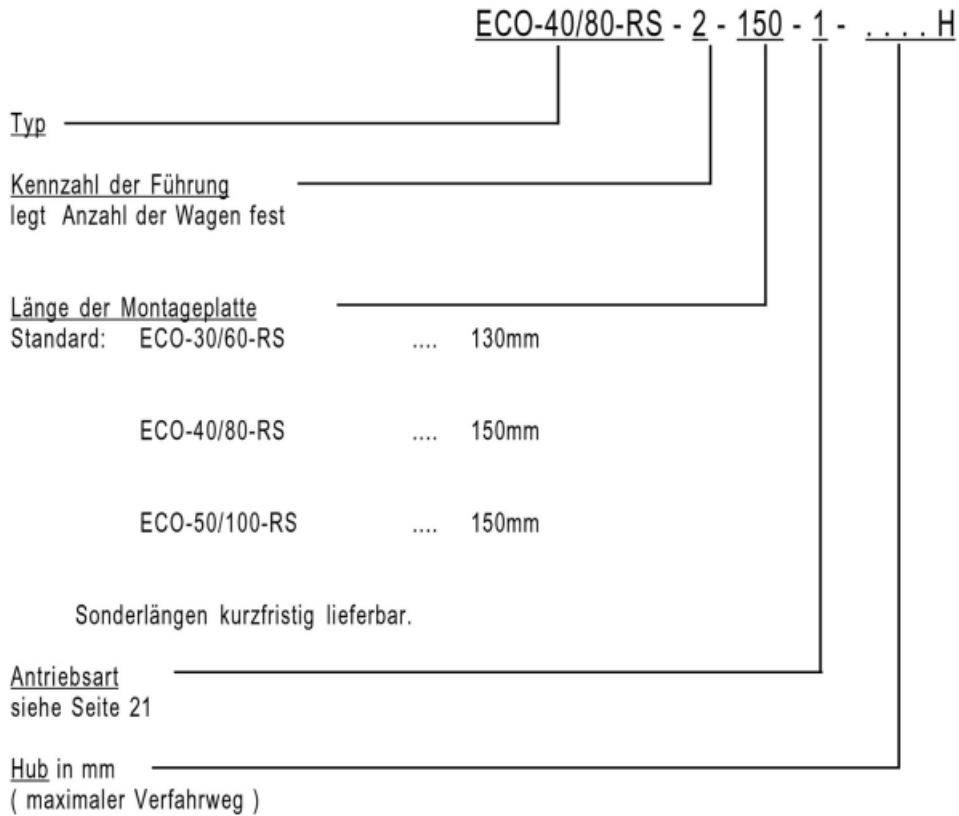 ECO-40/80-RS - 2 - 150 - 1 - . . . . H
Typ
Kennzahl der Führung
legt Anzahl der Wagen fest
Länge der Montageplatte
Standard: ECO-30/60-RS .... 130mm
ECO-40/80-RS .... 150mm
ECO-50/100-RS .... 150mm
Sonderlängen kurzfristig lieferbar.
Antriebsart
siehe Seite 21
Hub in mm
( maximaler Verfahrweg )